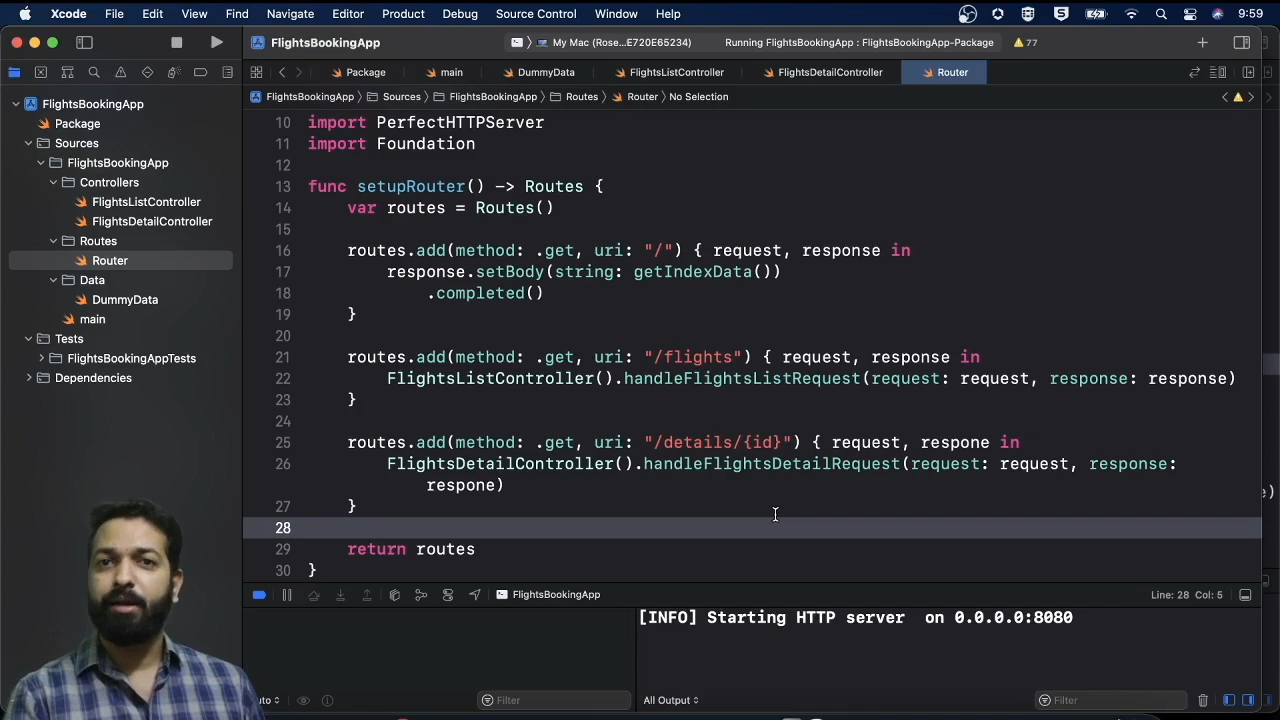 Xcode File Edit View Find Navigate Editor Product Debug Source Control Window Help 9:59
FlightsBookingApp My Mac (Rose...E720E65234) Running FlightsBookingApp : FlightsBookingApp-Package 77
Package main DummyData FlightsListController FlightsDetailController Router
FlightsBookingApp Sources FlightsBookingApp Routes Router No Selection
FlightsBookingApp
Package
Sources
FlightsBookingApp
Controllers
FlightsListController
FlightsDetailController
Routes
Router
Data
DummyData
main
Tests
FlightsBookingAppTests
Dependencies
10 import PerfectHTTPServer
11 import Foundation
12
13 func setupRouter() -> Routes {
14 var routes = Routes()
15
16 routes.add(method: .get, uri: "/") { request, response in
17 response.setBody(string: getIndexData())
18 .completed()
19 }
20
21 routes.add(method: .get, uri: "/flights") { request, response in
22 FlightsListController().handleFlightsListRequest(request: request, response: response)
23 }
24
25 routes.add(method: .get, uri: "/details/{id}") { request, respone in
26 FlightsDetailController().handleFlightsDetailRequest(request: request, response:
respone)
27 }
28
29 return routes
30 }
FlightsBookingApp Line: 28 Col: 5
[INFO] Starting HTTP server on 0.0.0.0:8080
Filter All Output Filter